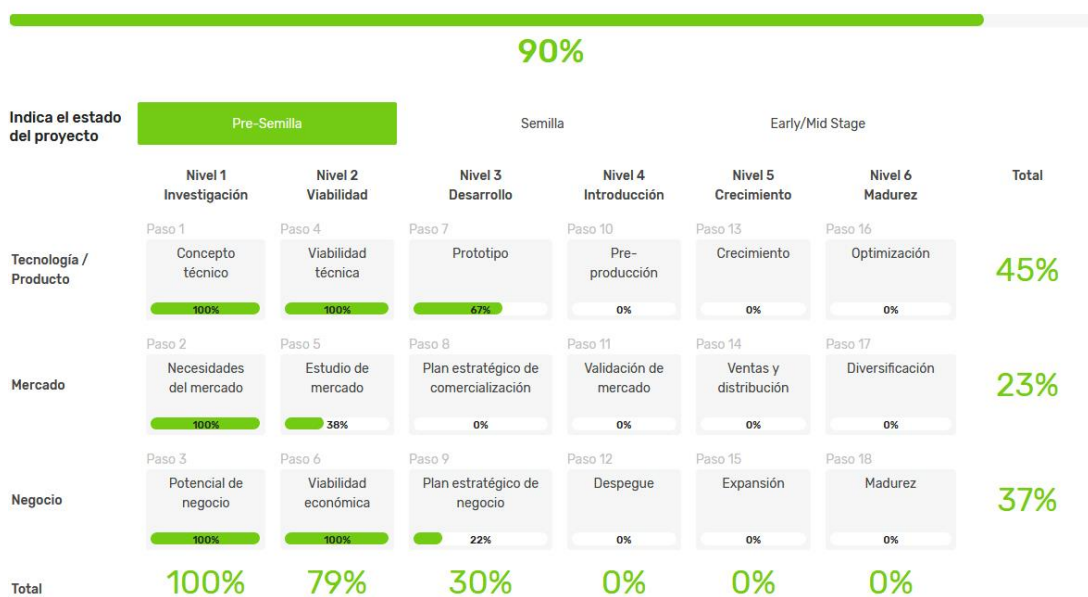 90%
Indica el estado
del proyecto
Pre-Semilla
Semilla
Early/Mid Stage
Nivel 1
Investigación
Nivel 2
Viabilidad
Nivel 3
Desarrollo
Nivel 4
Introducción
Nivel 5
Crecimiento
Nivel 6
Madurez
Total
Tecnología /
Producto
Paso 1
Concepto
técnico
100%
Paso 4
Viabilidad
técnica
100%
Paso 7
Prototipo
67%
Paso 10
Pre-
producción
0%
Paso 13
Crecimiento
0%
Paso 16
Optimización
0%
45%
Mercado
Paso 2
Necesidades
del mercado
100%
Paso 5
Estudio de
mercado
38%
Paso 8
Plan estratégico de
comercialización
0%
Paso 11
Validación de
mercado
0%
Paso 14
Ventas y
distribución
0%
Paso 17
Diversificación
0%
23%
Negocio
Paso 3
Potencial de
negocio
100%
Paso 6
Viabilidad
económica
100%
Paso 9
Plan estratégico de
negocio
22%
Paso 12
Despegue
0%
Paso 15
Expansión
0%
Paso 18
Madurez
0%
37%
Total
100%
79%
30%
0%
0%
0%